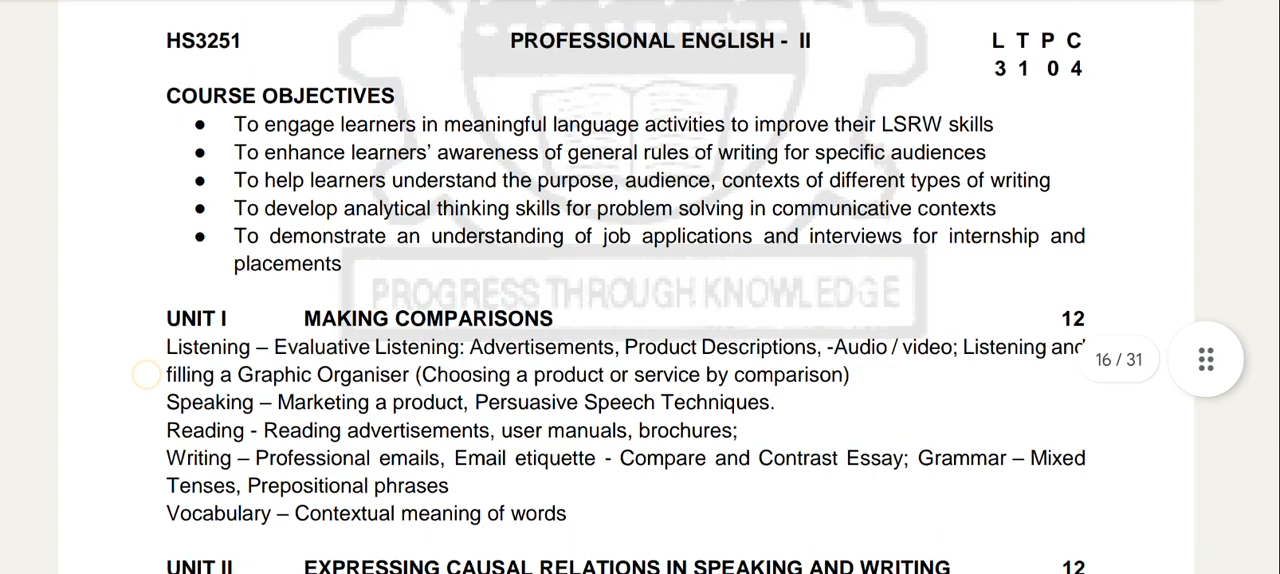 HS3251 PROFESSIONAL ENGLISH - II L T P C
3 1 0 4
COURSE OBJECTIVES
● To engage learners in meaningful language activities to improve their LSRW skills
● To enhance learners’ awareness of general rules of writing for specific audiences
● To help learners understand the purpose, audience, contexts of different types of writing
● To develop analytical thinking skills for problem solving in communicative contexts
● To demonstrate an understanding of job applications and interviews for internship and
placements
PROGRESS THROUGH KNOWLEDGE
UNIT I MAKING COMPARISONS 12
Listening – Evaluative Listening: Advertisements, Product Descriptions, -Audio / video; Listening and
filling a Graphic Organiser (Choosing a product or service by comparison)
16 / 31
Speaking – Marketing a product, Persuasive Speech Techniques.
Reading - Reading advertisements, user manuals, brochures;
Writing – Professional emails, Email etiquette - Compare and Contrast Essay; Grammar – Mixed
Tenses, Prepositional phrases
Vocabulary – Contextual meaning of words
UNIT II EXPRESSING CAUSAL RELATIONS IN SPEAKING AND WRITING 12